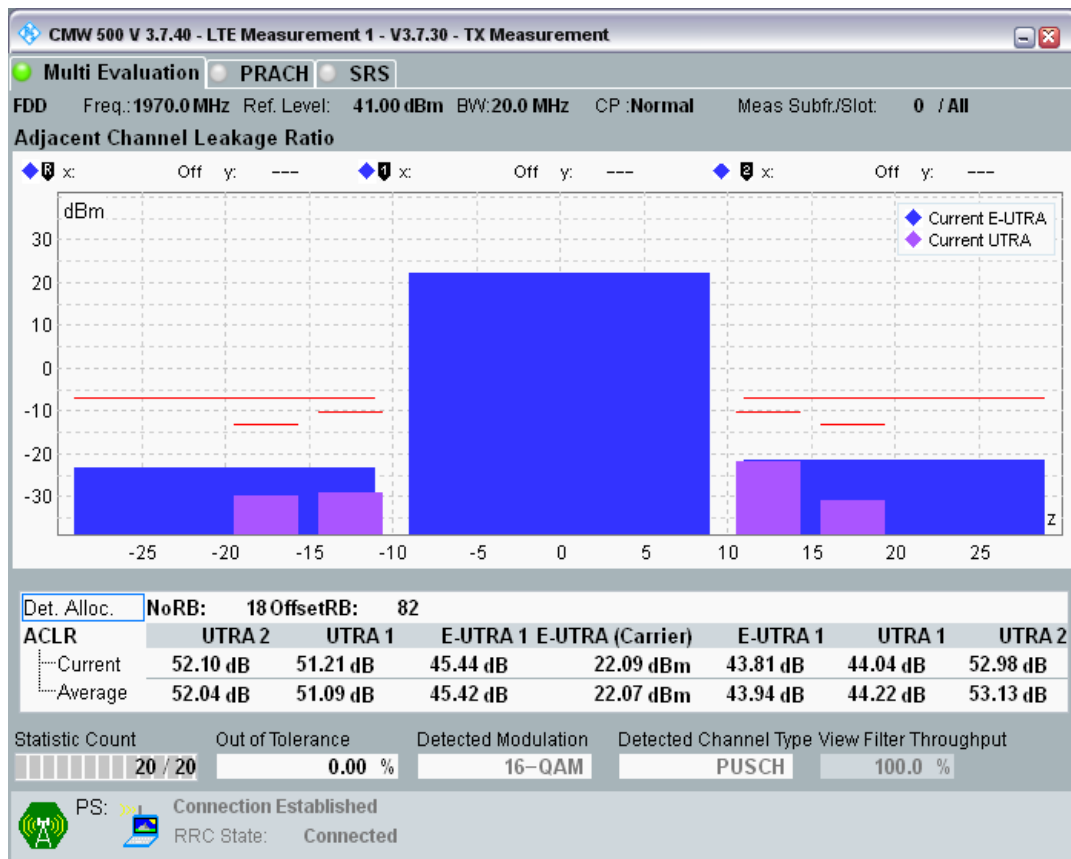 CMW 500 V 3.7.40 - LTE Measurement 1 - V3.7.30 - TX Measurement
Multi Evaluation PRACH SRS
FDD Freq.:1970.0 MHz Ref. Level: 41.00 dBm BW:20.0 MHz CP :Normal Meas Subfr./Slot: 0 / All
Adjacent Channel Leakage Ratio
R x: Off y: --- 1 x: Off y: --- 2 x: Off y: ---
dBm
Current E-UTRA
Current UTRA
30
20
10
0
-10
-20
-30
z
-25 -20 -15 -10 -5 0 5 10 15 20 25
Det. Alloc. NoRB: 18 OffsetRB: 82
ACLR UTRA 2 UTRA 1 E-UTRA 1 E-UTRA (Carrier) E-UTRA 1 UTRA 1 UTRA 2
Current 52.10 dB 51.21 dB 45.44 dB 22.09 dBm 43.81 dB 44.04 dB 52.98 dB
Average 52.04 dB 51.09 dB 45.42 dB 22.07 dBm 43.94 dB 44.22 dB 53.13 dB
Statistic Count Out of Tolerance Detected Modulation Detected Channel Type View Filter Throughput
20 / 20 0.00 % 16-QAM PUSCH 100.0 %
PS: Connection Established
RRC State: Connected